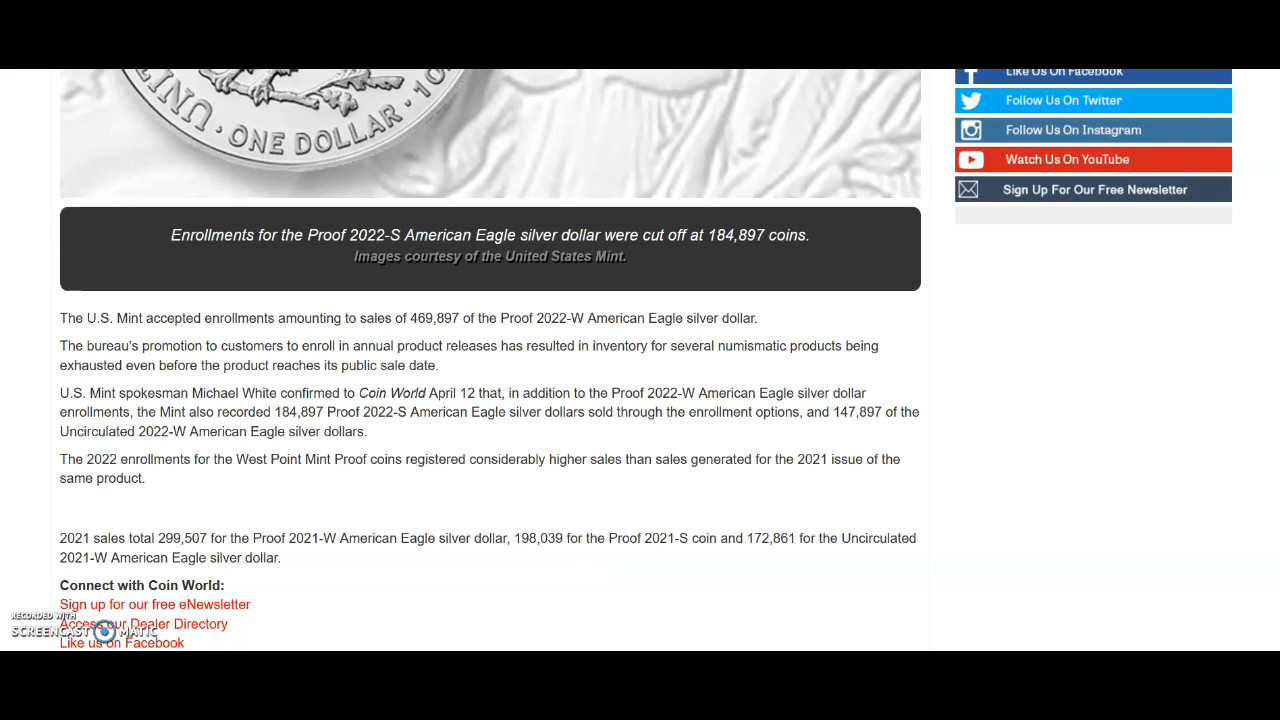 UNIT · ONE DOLLAR · 1 O
Like Us On Facebook
Follow Us On Twitter
Follow Us On Instagram
Watch Us On YouTube
Sign Up For Our Free Newsletter
Enrollments for the Proof 2022-S American Eagle silver dollar were cut off at 184,897 coins.
Images courtesy of the United States Mint.
The U.S. Mint accepted enrollments amounting to sales of 469,897 of the Proof 2022-W American Eagle silver dollar.
The bureau's promotion to customers to enroll in annual product releases has resulted in inventory for several numismatic products being
exhausted even before the product reaches its public sale date.
U.S. Mint spokesman Michael White confirmed to Coin World April 12 that, in addition to the Proof 2022-W American Eagle silver dollar
enrollments, the Mint also recorded 184,897 Proof 2022-S American Eagle silver dollars sold through the enrollment options, and 147,897 of the
Uncirculated 2022-W American Eagle silver dollars.
The 2022 enrollments for the West Point Mint Proof coins registered considerably higher sales than sales generated for the 2021 issue of the
same product.
2021 sales total 299,507 for the Proof 2021-W American Eagle silver dollar, 198,039 for the Proof 2021-S coin and 172,861 for the Uncirculated
2021-W American Eagle silver dollar.
Connect with Coin World:
Sign up for our free eNewsletter
Access our Dealer Directory
Like us on Facebook
RECORDED WITH
SCREENCAST MATIC